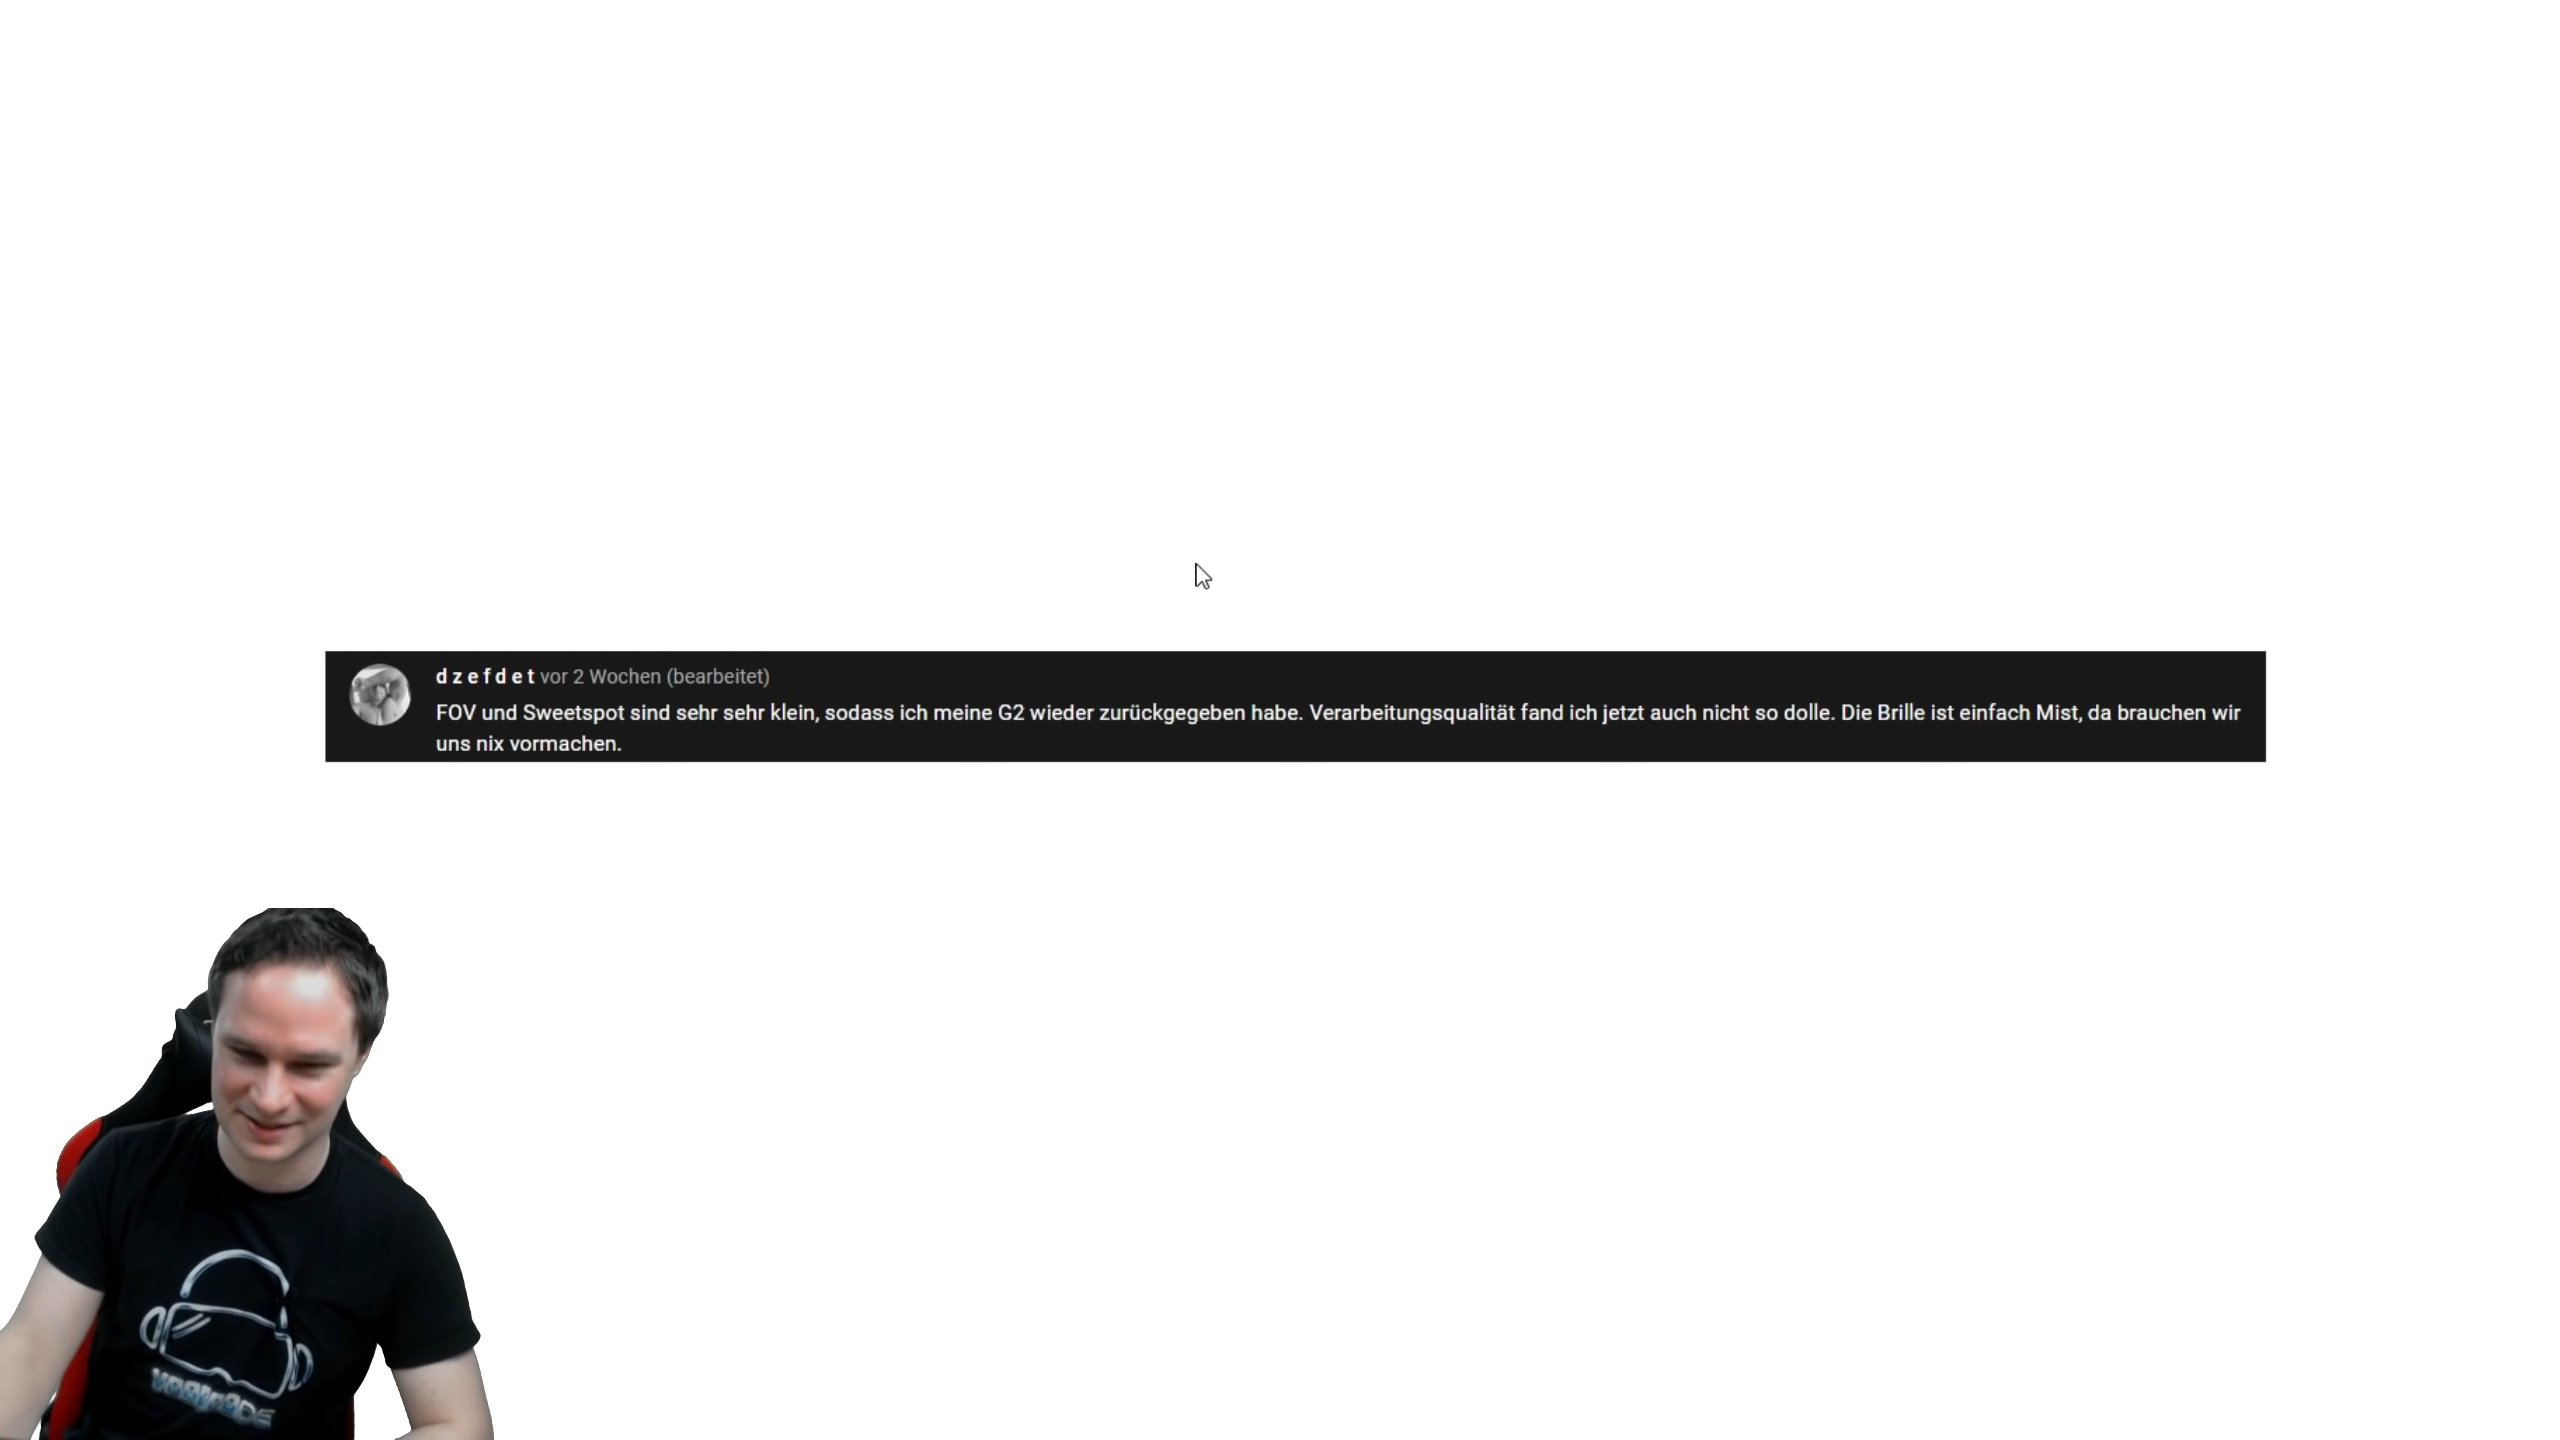 d z e f d e t vor 2 Wochen (bearbeitet)
FOV und Sweetspot sind sehr sehr klein, sodass ich meine G2 wieder zurückgegeben habe. Verarbeitungsqualität fand ich jetzt auch nicht so dolle. Die Brille ist einfach Mist, da brauchen wir
uns nix vormachen.